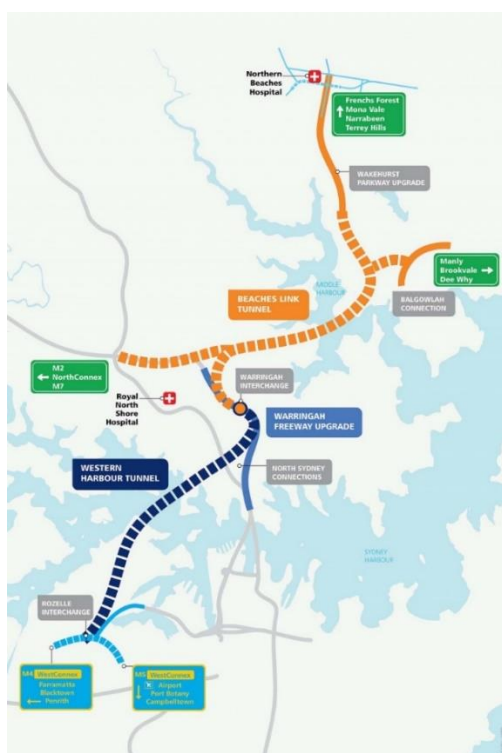 Northern
Beaches
Hospital
Frenchs Forest
Mona Vale
Narrabeen
Terrey Hills
WAKEHURST
PARKWAY UPGRADE
Manly
Brookvale
Dee Why
MIDDLE
HARBOUR
BEACHES LINK
TUNNEL
BALGOWLAH
CONNECTION
M2
NorthConnex
M7
WARRINGAH
INTERCHANGE
Royal
North
Shore
Hospital
WARRINGAH
FREEWAY UPGRADE
WESTERN
HARBOUR TUNNEL
NORTH SYDNEY
CONNECTIONS
SYDNEY
HARBOUR
ROZELLE
INTERCHANGE
M4 WestConnex
Parramatta
Blacktown
Penrith
M5 WestConnex
Airport
Port Botany
Campbelltown